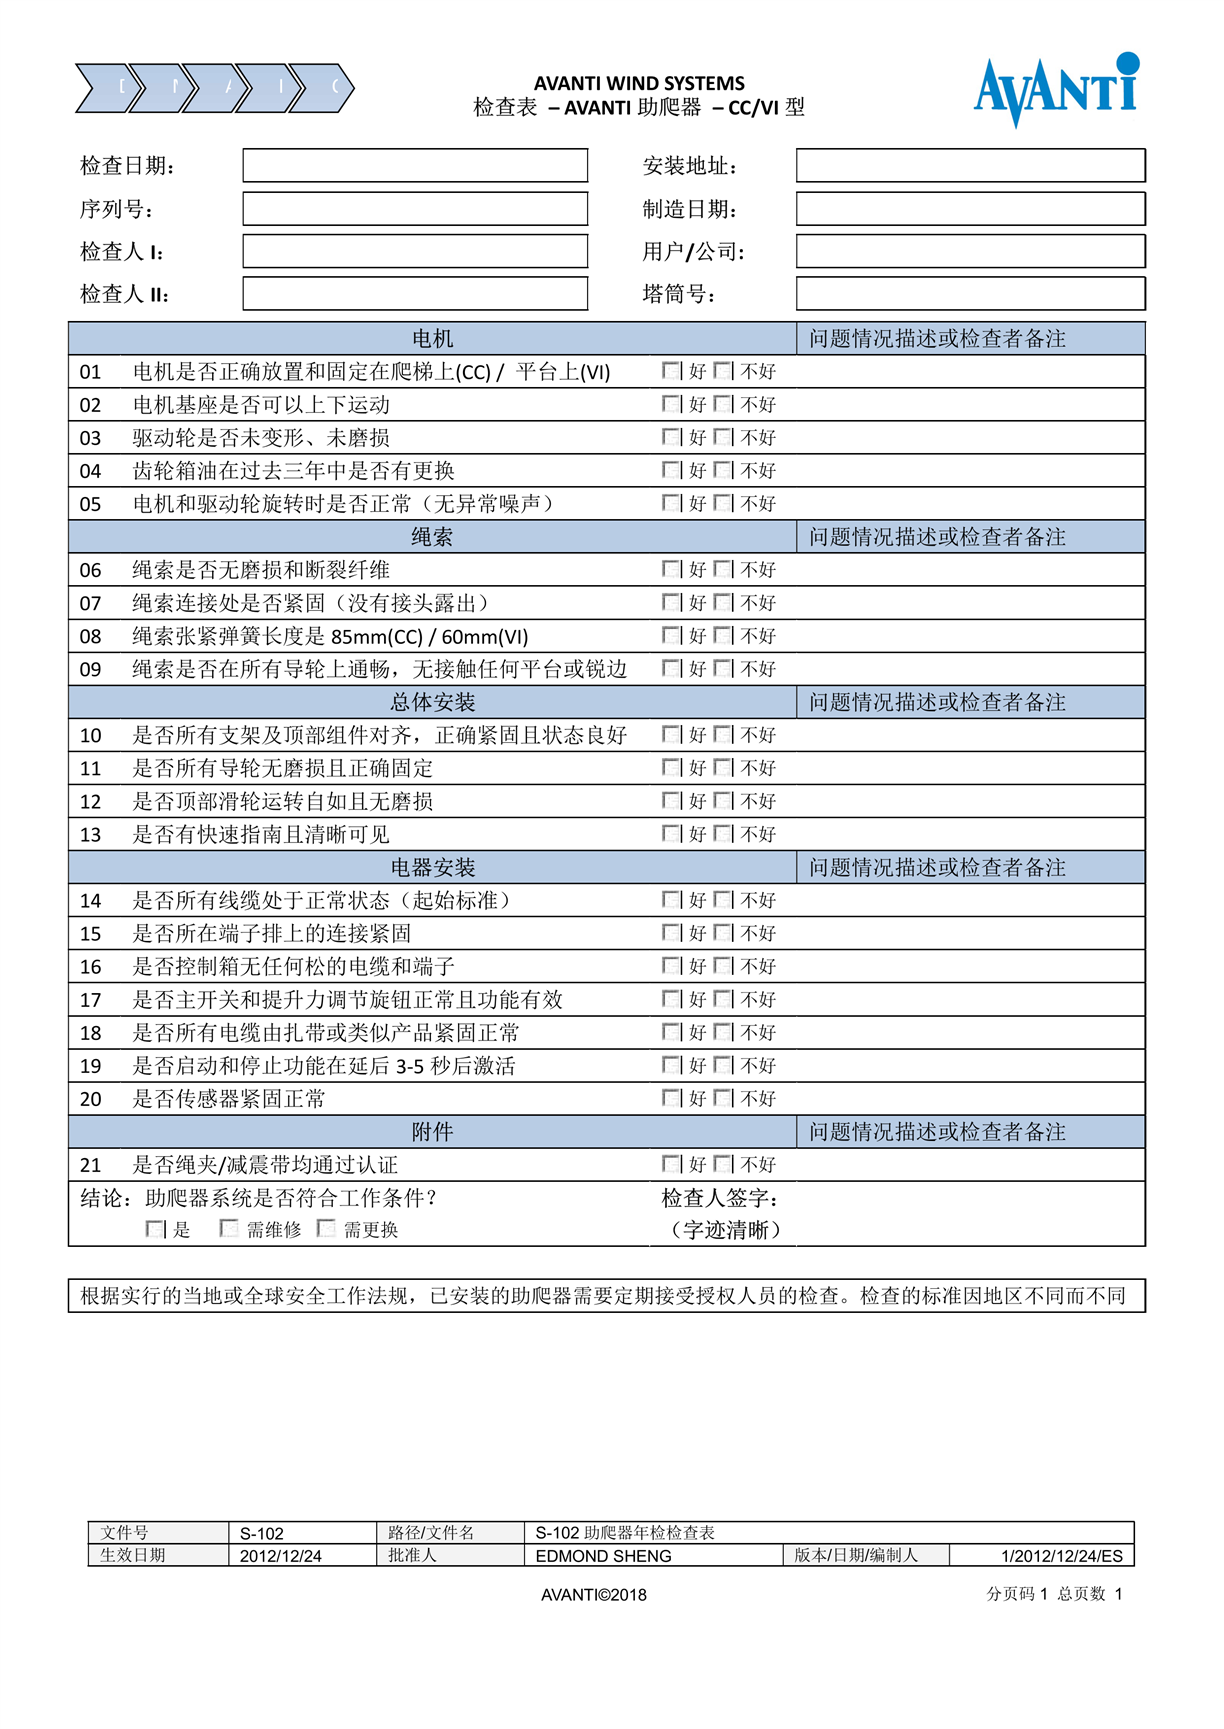 D M A I C
AVANTI WIND SYSTEMS
检查表 – AVANTI 助爬器 – CC/VI 型
AVANTI
检查日期： 安装地址：
序列号： 制造日期：
检查人 I： 用户/公司：
检查人 II： 塔筒号：
电机 问题情况描述或检查者备注
01 电机是否正确放置和固定在爬梯上(CC) / 平台上(VI) 好 不好
02 电机基座是否可以上下运动 好 不好
03 驱动轮是否未变形、未磨损 好 不好
04 齿轮箱油在过去三年中是否有更换 好 不好
05 电机和驱动轮旋转时是否正常（无异常噪声） 好 不好
绳索 问题情况描述或检查者备注
06 绳索是否无磨损和断裂纤维 好 不好
07 绳索连接处是否紧固（没有接头露出） 好 不好
08 绳索张紧弹簧长度是 85mm(CC) / 60mm(VI) 好 不好
09 绳索是否在所有导轮上通畅，无接触任何平台或锐边 好 不好
总体安装 问题情况描述或检查者备注
10 是否所有支架及顶部组件对齐，正确紧固且状态良好 好 不好
11 是否所有导轮无磨损且正确固定 好 不好
12 是否顶部滑轮运转自如且无磨损 好 不好
13 是否有快速指南且清晰可见 好 不好
电器安装 问题情况描述或检查者备注
14 是否所有线缆处于正常状态（起始标准） 好 不好
15 是否所在端子排上的连接紧固 好 不好
16 是否控制箱无任何松的电缆和端子 好 不好
17 是否主开关和提升力调节旋钮正常且功能有效 好 不好
18 是否所有电缆由扎带或类似产品紧固正常 好 不好
19 是否启动和停止功能在延后 3-5 秒后激活 好 不好
20 是否传感器紧固正常 好 不好
附件 问题情况描述或检查者备注
21 是否绳夹/减震带均通过认证 好 不好
结论：助爬器系统是否符合工作条件？ 检查人签字：
是 需维修 需更换 （字迹清晰）
根据实行的当地或全球安全工作法规，已安装的助爬器需要定期接受授权人员的检查。检查的标准因地区不同而不同
文件号 S-102 路径/文件名 S-102 助爬器年检检查表
生效日期 2012/12/24 批准人 EDMOND SHENG 版本/日期/编制人 1/2012/12/24/ES
AVANTI©2018 分页码 1 总页数 1